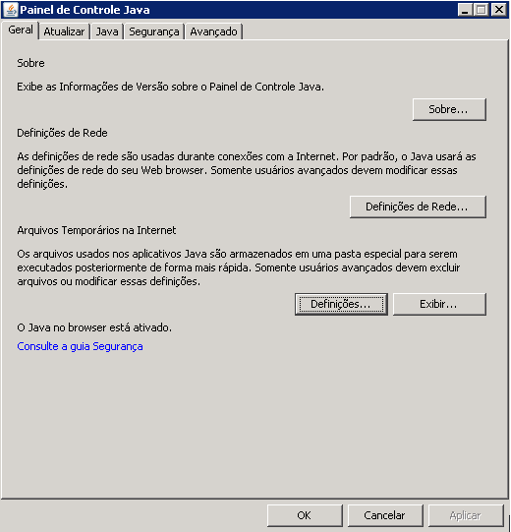 Painel de Controle Java
Geral Atualizar Java Segurança Avançado
Sobre
Exibe as Informações de Versão sobre o Painel de Controle Java.
Sobre...
Definições de Rede
As definições de rede são usadas durante conexões com a Internet. Por padrão, o Java usará as
definições de rede do seu Web browser. Somente usuários avançados devem modificar essas
definições.
Definições de Rede...
Arquivos Temporários na Internet
Os arquivos usados nos aplicativos Java são armazenados em uma pasta especial para serem
executados posteriormente de forma mais rápida. Somente usuários avançados devem excluir
arquivos ou modificar essas definições.
Definições... Exibir...
O Java no browser está ativado.
Consulte a guia Segurança
OK Cancelar Aplicar